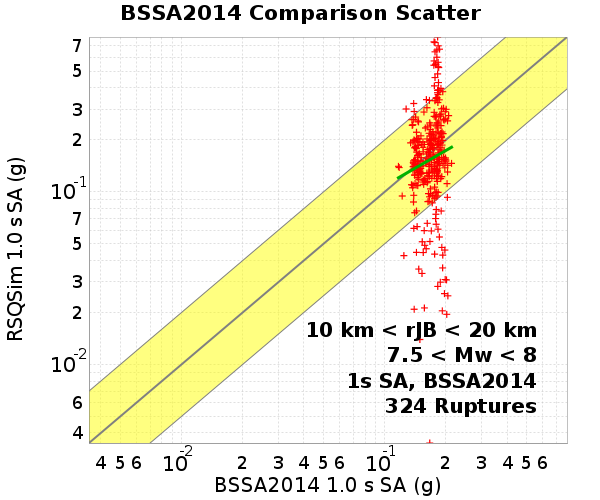 BSSA2014 Comparison Scatter
RSQSim 1.0 s SA (g)
7
5
3
2
10-1
7
5
3
2
10-2
6
4
10 km < rJB < 20 km
7.5 < Mw < 8
1s SA, BSSA2014
324 Ruptures
4 5 6 10-2 2 3 4 5 6 10-1 2 3 4 5 6
BSSA2014 1.0 s SA (g)